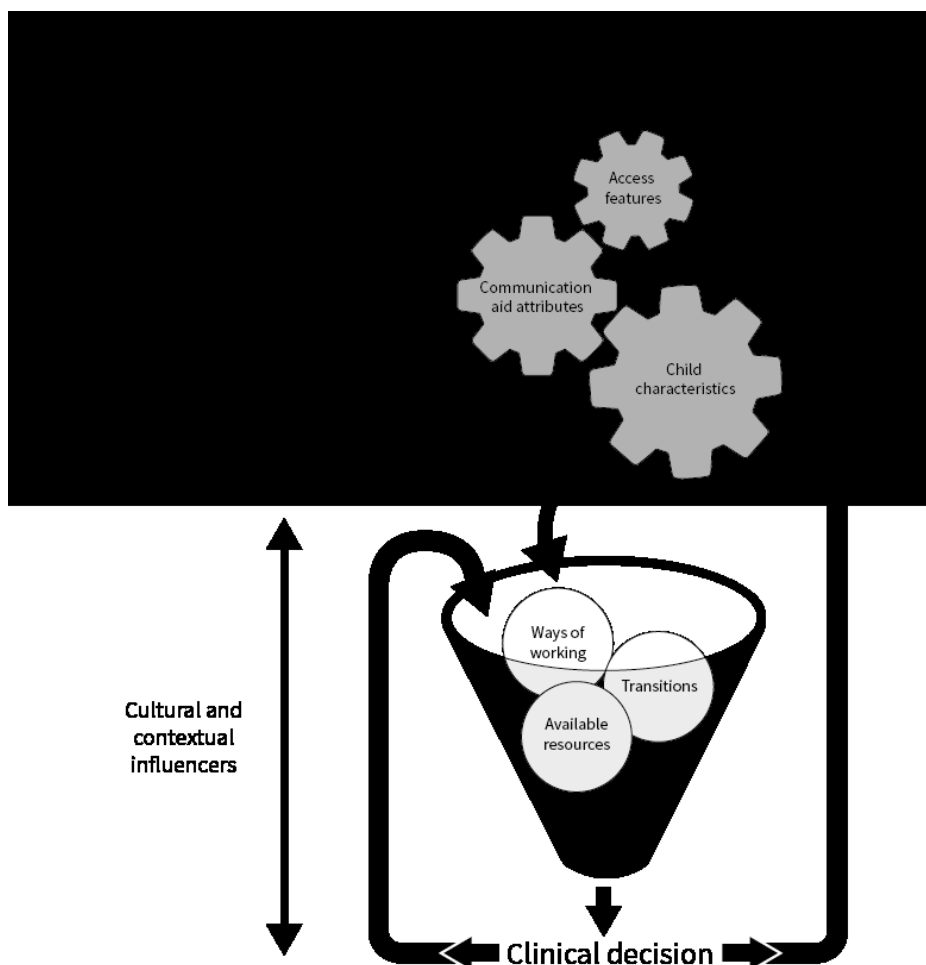 Access
features
Communication
aid attributes
Child
characteristics
Ways of
working
Transitions
Available
resources
Cultural and
contextual
influencers
Clinical decision